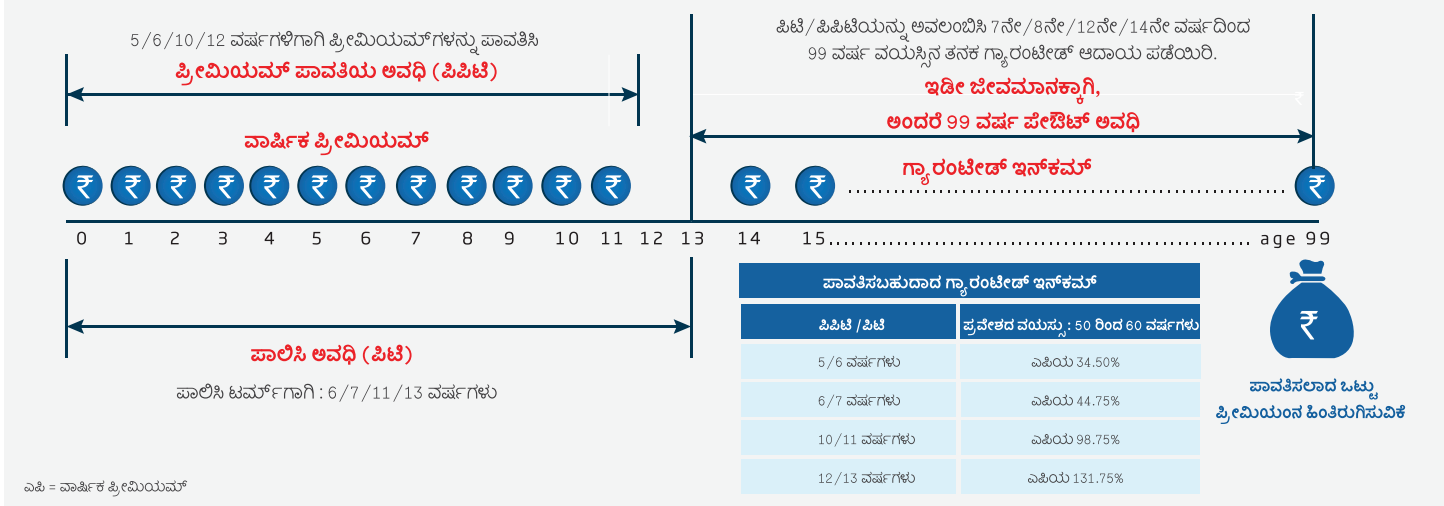 5/6/10/12 ವರ್ಷಗಳಿಗಾಗಿ ಪ್ರೀಮಿಯಮ್‌ಗಳನ್ನು ಪಾವತಿಸಿ
ಪ್ರೀಮಿಯಮ್ ಪಾವತಿಯ ಅವಧಿ (ಪಿಪಿಟಿ)
ಪಿಟಿ/ಪಿಪಿಟಿಯನ್ನು ಅವಲಂಬಿಸಿ 7ನೇ/8ನೇ/12ನೇ/14ನೇ ವರ್ಷದಿಂದ
99 ವರ್ಷ ವಯಸ್ಸಿನ ತನಕ ಗ್ಯಾರಂಟೀಡ್ ಆದಾಯ ಪಡೆಯಿರಿ.
ಇಡೀ ಜೀವಮಾನಕ್ಕಾಗಿ,
ಅಂದರೆ 99 ವರ್ಷ ಪೇಔಟ್ ಅವಧಿ
ವಾರ್ಷಿಕ ಪ್ರೀಮಿಯಮ್
ಗ್ಯಾರಂಟೀಡ್ ಇನ್‌ಕಮ್
₹ ₹ ₹ ₹ ₹ ₹ ₹ ₹ ₹ ₹ ₹ ₹ ₹ ₹ ₹
0 1 2 3 4 5 6 7 8 9 10 11 12 13 14 15 age 99
ಪಾಲಿಸಿ ಅವಧಿ (ಪಿಟಿ)
ಪಾಲಿಸಿ ಟರ್ಮ್‌ಗಾಗಿ : 6/7/11/13 ವರ್ಷಗಳು
ಪಾವತಿಸಬಹುದಾದ ಗ್ಯಾರಂಟೀಡ್ ಇನ್‌ಕಮ್
ಪಿಪಿಟಿ /ಪಿಟಿ ಪ್ರವೇಶದ ವಯಸ್ಸು : 50 ರಿಂದ 60 ವರ್ಷಗಳು
5/6 ವರ್ಷಗಳು ಎಪಿಯ 34.50%
6/7 ವರ್ಷಗಳು ಎಪಿಯ 44.75%
10/11 ವರ್ಷಗಳು ಎಪಿಯ 98.75%
12/13 ವರ್ಷಗಳು ಎಪಿಯ 131.75%
₹
ಪಾವತಿಸಲಾದ ಒಟ್ಟು
ಪ್ರೀಮಿಯಂನ ಹಿಂತಿರುಗಿಸುವಿಕೆ
ಎಪಿ = ವಾರ್ಷಿಕ ಪ್ರೀಮಿಯಮ್